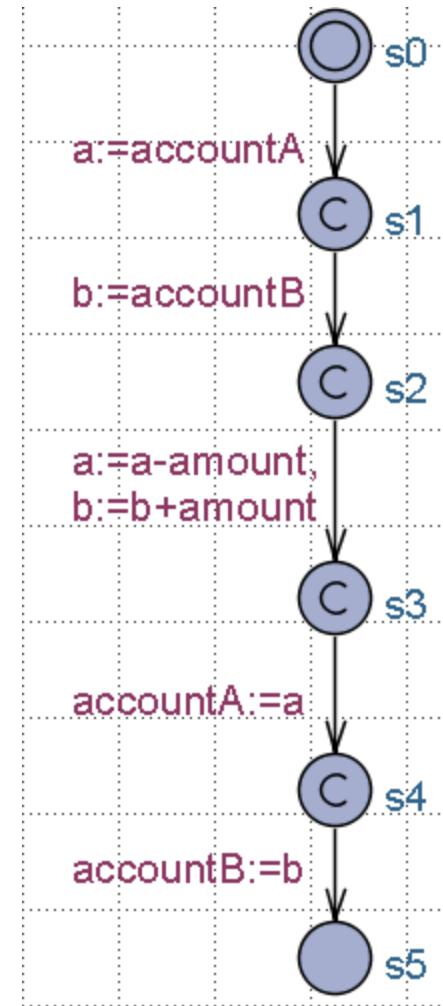 s0
a:=accountA
C
s1
b:=accountB
C
s2
a:=a-amount,
b:=b+amount
C
s3
accountA:=a
C
s4
accountB:=b
s5